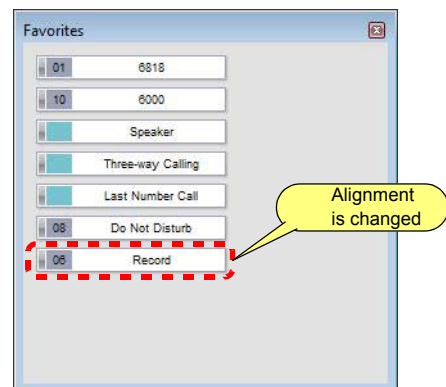 Favorites
01 6818
10 6000
Speaker
Three-way Calling
Last Number Call
08 Do Not Disturb
06 Record
Alignment
is changed